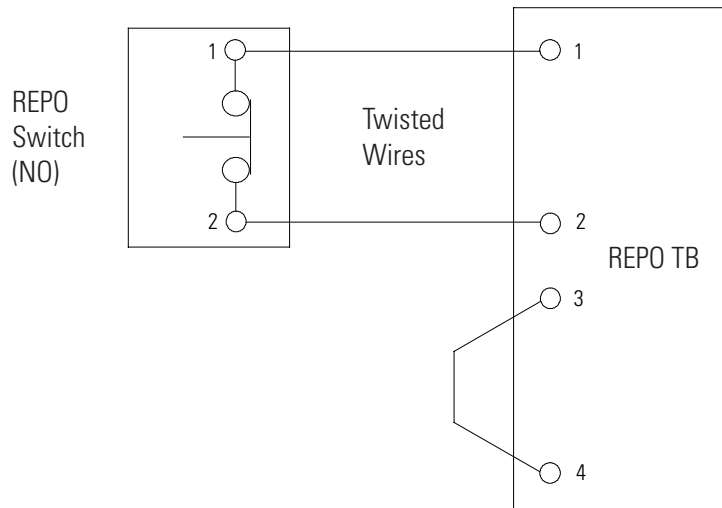 1
1
REPO
Switch
(NO)
Twisted
Wires
2
2
REPO TB
3
4